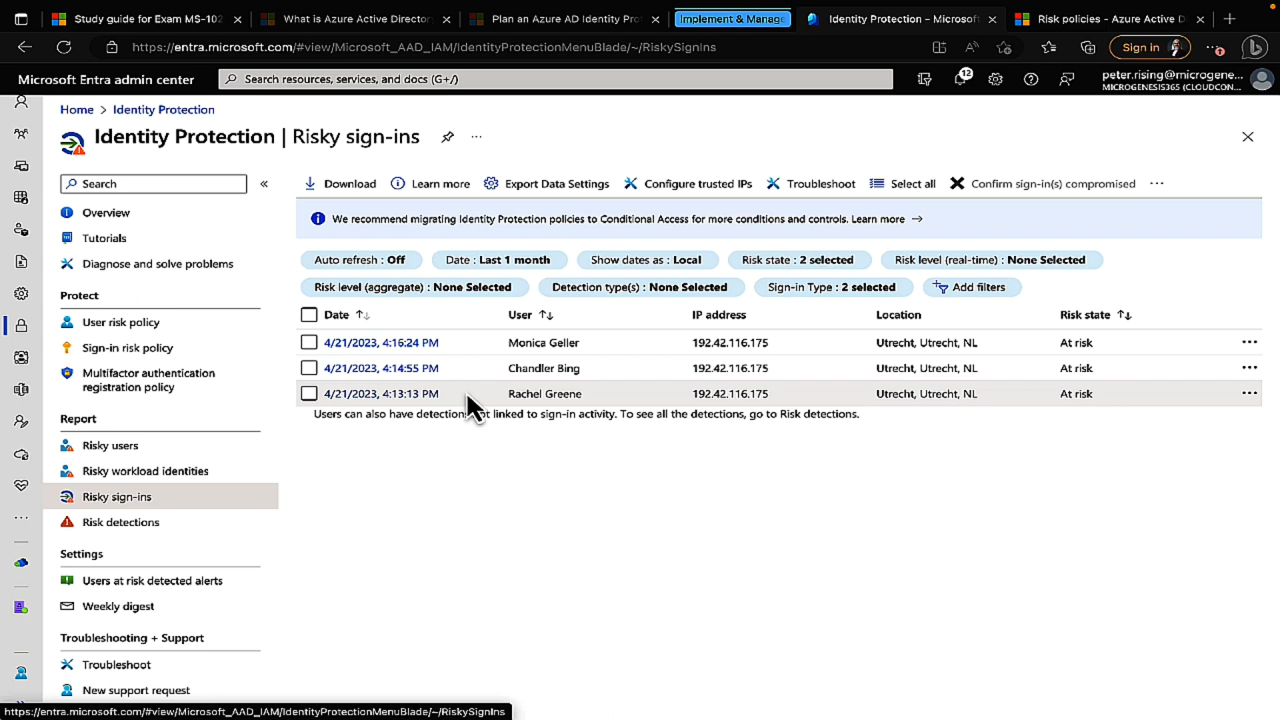 Study guide for Exam MS-102
What is Azure Active Director
Plan an Azure AD Identity Pro
Implement & Manage
Identity Protection – Microsoft
Risk policies - Azure Active D
https://entra.microsoft.com/#view/Microsoft_AAD_IAM/IdentityProtectionMenuBlade/~/RiskySignIns
Sign in
Microsoft Entra admin center
Search resources, services, and docs (G+/)
12
peter.rising@microgene...
MICROGENESIS365 (CLOUDCON...
Home > Identity Protection
Identity Protection | Risky sign-ins
Search
Overview
Tutorials
Diagnose and solve problems
Protect
User risk policy
Sign-in risk policy
Multifactor authentication
registration policy
Report
Risky users
Risky workload identities
Risky sign-ins
Risk detections
Settings
Users at risk detected alerts
Weekly digest
Troubleshooting + Support
Troubleshoot
New support request
Download
Learn more
Export Data Settings
Configure trusted IPs
Troubleshoot
Select all
Confirm sign-in(s) compromised
We recommend migrating Identity Protection policies to Conditional Access for more conditions and controls. Learn more →
Auto refresh : Off
Date : Last 1 month
Show dates as : Local
Risk state : 2 selected
Risk level (real-time) : None Selected
Risk level (aggregate) : None Selected
Detection type(s) : None Selected
Sign-in Type : 2 selected
Add filters
Date User IP address Location Risk state
4/21/2023, 4:16:24 PM Monica Geller 192.42.116.175 Utrecht, Utrecht, NL At risk
4/21/2023, 4:14:55 PM Chandler Bing 192.42.116.175 Utrecht, Utrecht, NL At risk
4/21/2023, 4:13:13 PM Rachel Greene 192.42.116.175 Utrecht, Utrecht, NL At risk
Users can also have detections linked to sign-in activity. To see all the detections, go to Risk detections.
https://entra.microsoft.com/#view/Microsoft_AAD_IAM/IdentityProtectionMenuBlade/~/RiskySignIns